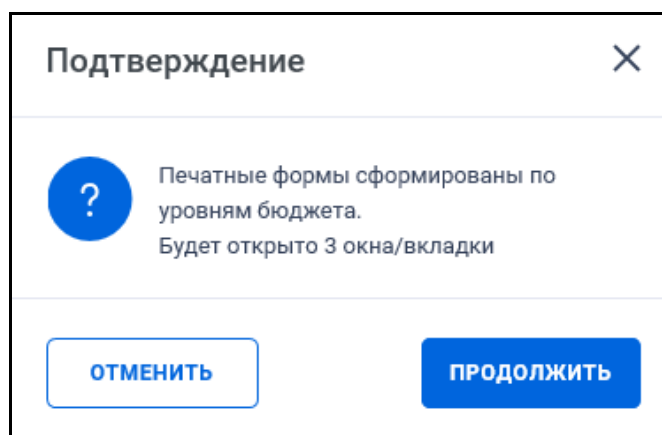 Подтверждение
?
Печатные формы сформированы по
уровням бюджета.
Будет открыто 3 окна/вкладки
ОТМЕНИТЬ
ПРОДОЛЖИТЬ